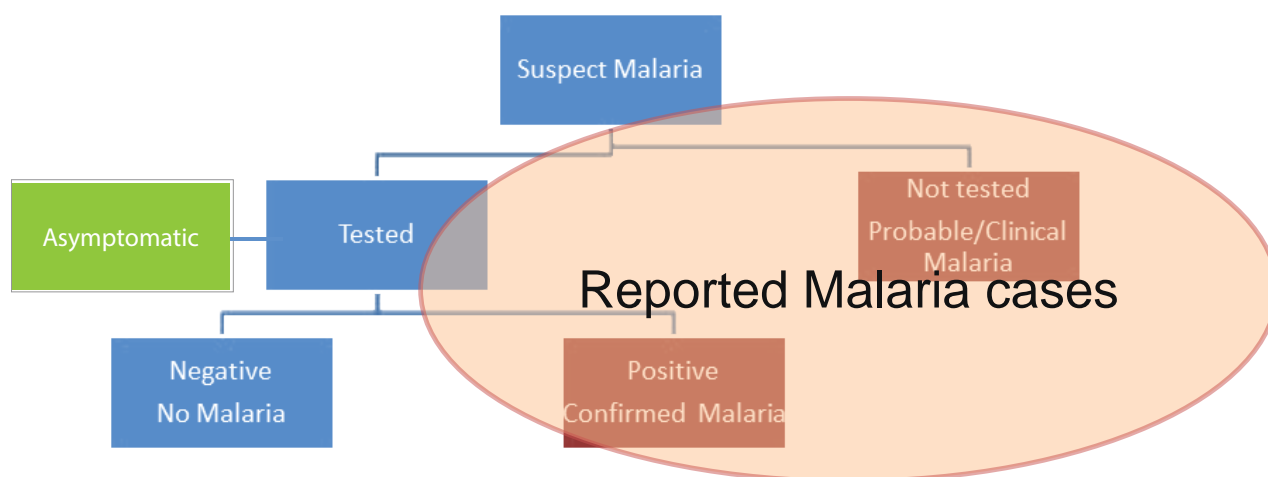 Suspect Malaria
Asymptomatic
Tested
Not tested
Probable/Clinical
Malaria
Reported Malaria cases
Negative
No Malaria
Positive
Confirmed Malaria